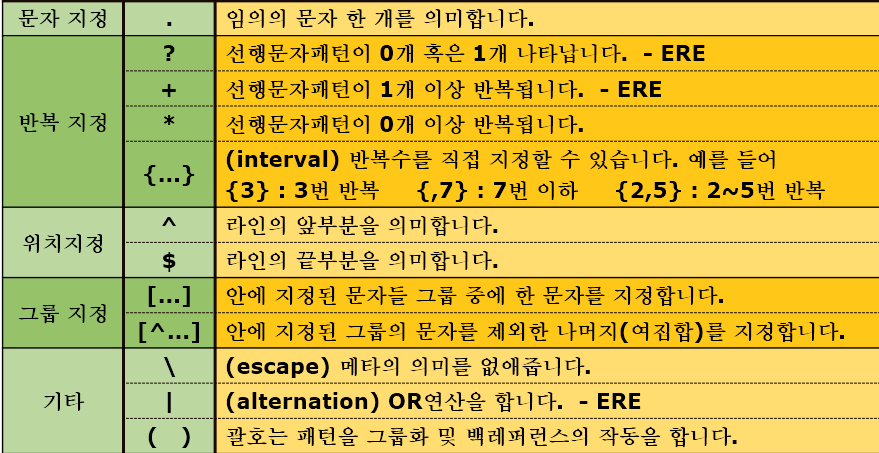 문자 지정 . 임의의 문자 한 개를 의미합니다.
? 선행문자패턴이 0개 혹은 1개 나타납니다. - ERE
+ 선행문자패턴이 1개 이상 반복됩니다. - ERE
반복 지정 * 선행문자패턴이 0개 이상 반복됩니다.
{...} (interval) 반복수를 직접 지정할 수 있습니다. 예를 들어
{3} : 3번 반복 {,7} : 7번 이하 {2,5} : 2~5번 반복
위치지정 ^ 라인의 앞부분을 의미합니다.
$ 라인의 끝부분을 의미합니다.
그룹 지정 [...] 안에 지정된 문자들 그룹 중에 한 문자를 지정합니다.
[^...] 안에 지정된 그룹의 문자를 제외한 나머지(여집합)를 지정합니다.
\ (escape) 메타의 의미를 없애줍니다.
기타 | (alternation) OR연산을 합니다. - ERE
( ) 괄호는 패턴을 그룹화 및 백레퍼런스의 작동을 합니다.